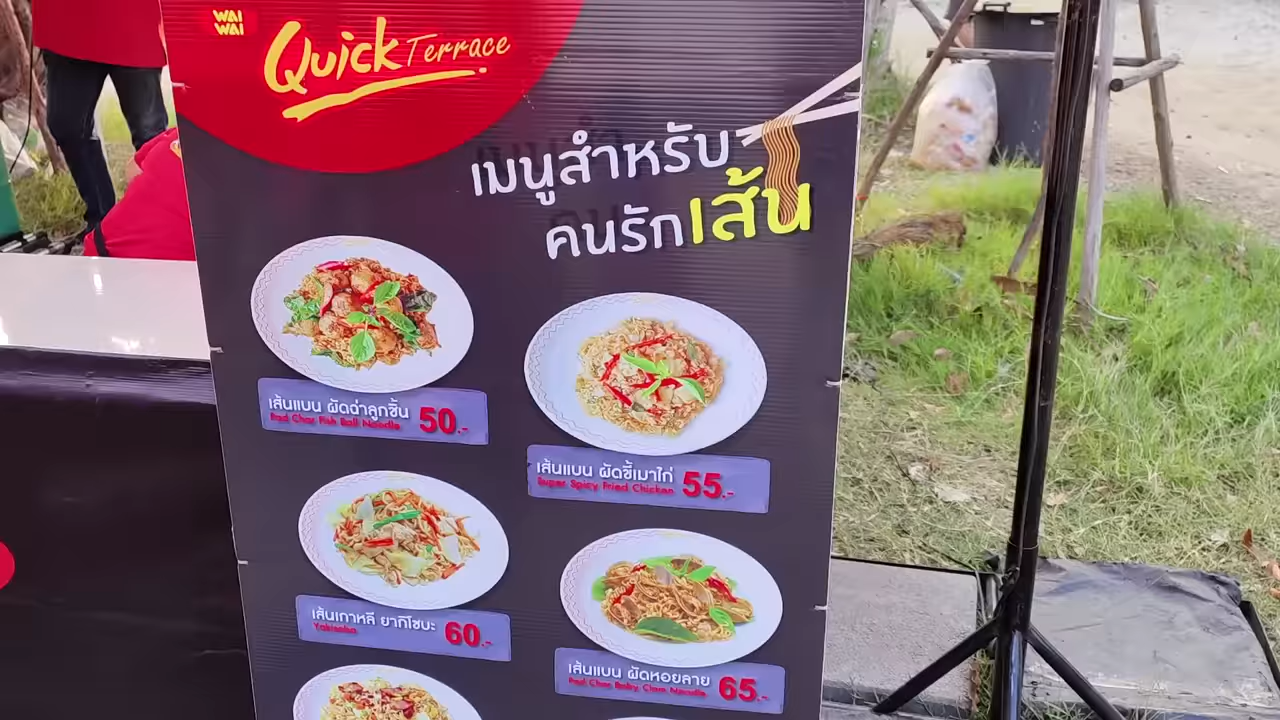 WAI
WAI
Quick Terrace
เมนูสำหรับ
คนรักเส้น
เส้นแบน ผัดฉ่าลูกชิ้น 50.-
Pad Char Fish Ball Noodle
เส้นแบน ผัดขี้เมาไก่ 55.-
Super Spicy Fried Chicken
เส้นเกาหลี ยากิโซบะ 60.-
Yakisoba
เส้นแบน ผัดหอยลาย 65.-
Pad Char Baby Clam Noodle